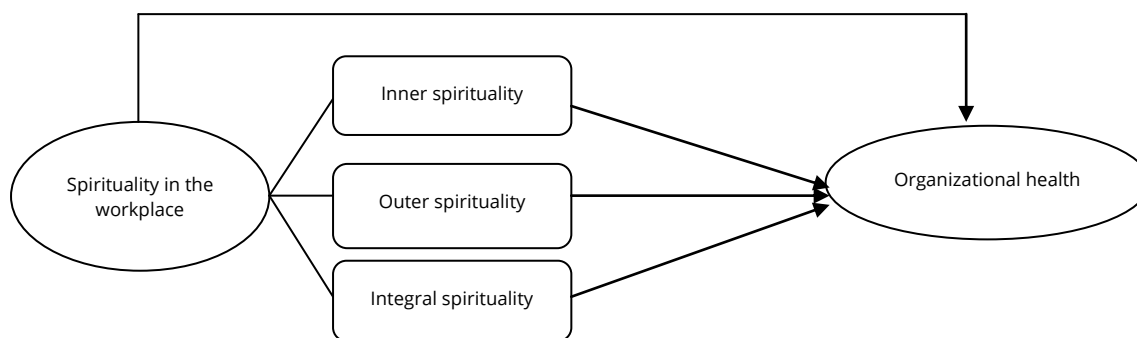 Inner spirituality
Spirituality in the
workplace
Outer spirituality
Organizational health
Integral spirituality